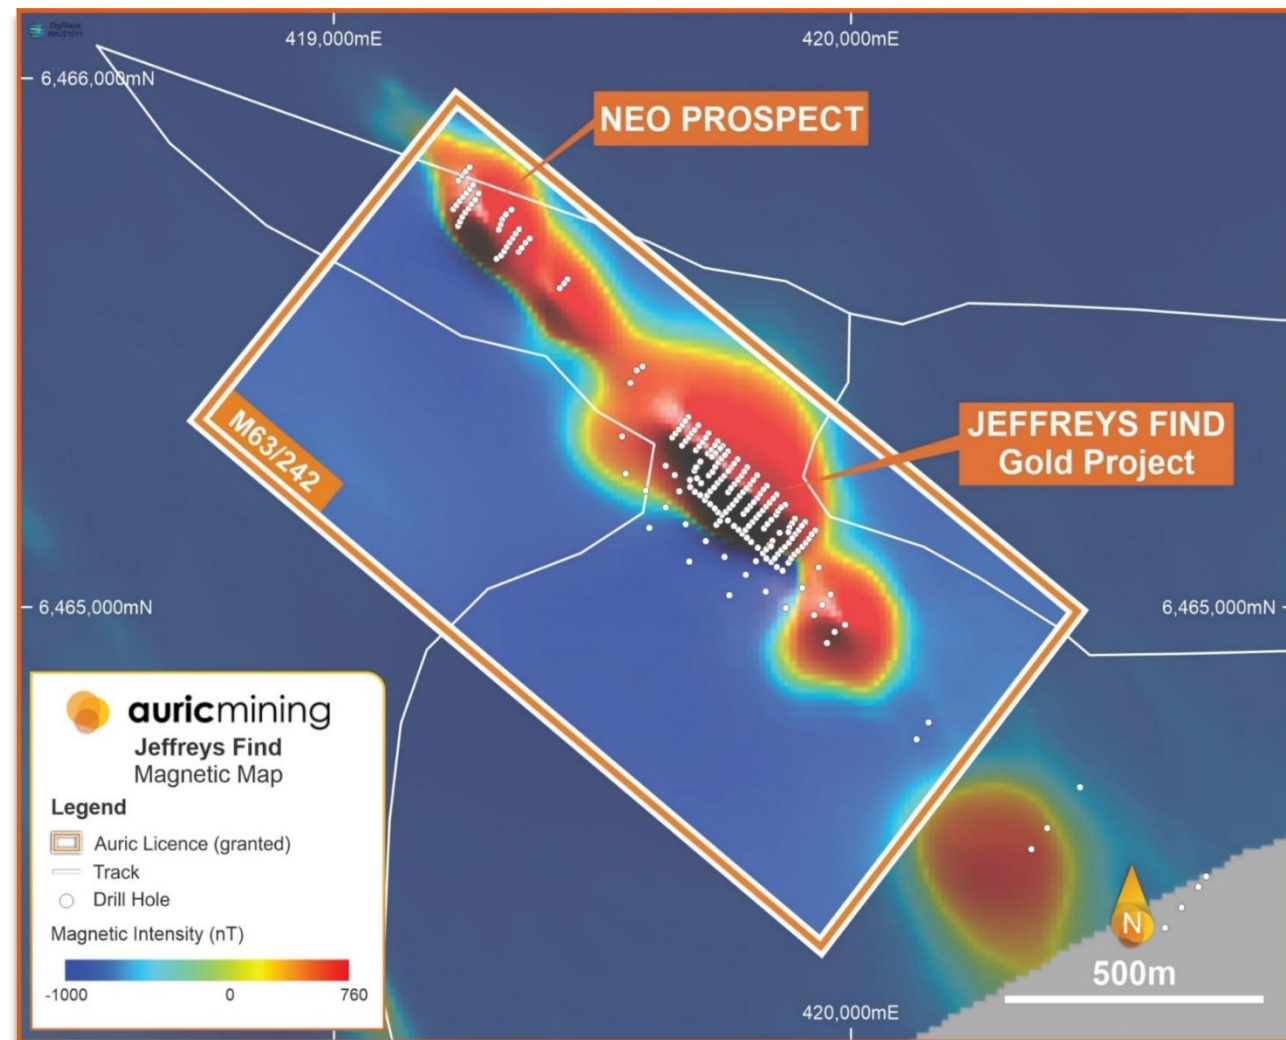 DigiMaps
419,000mE
420,000mE
6,466,000mN
NEO PROSPECT
JEFFREYS FIND
Gold Project
M63/242
6,465,000mN
6,465,000mN
auricmining
Jeffreys Find
Magnetic Map
Legend
Auric Licence (granted)
Track
Drill Hole
Magnetic Intensity (nT)
-1000
0
760
N
500m
420,000mE